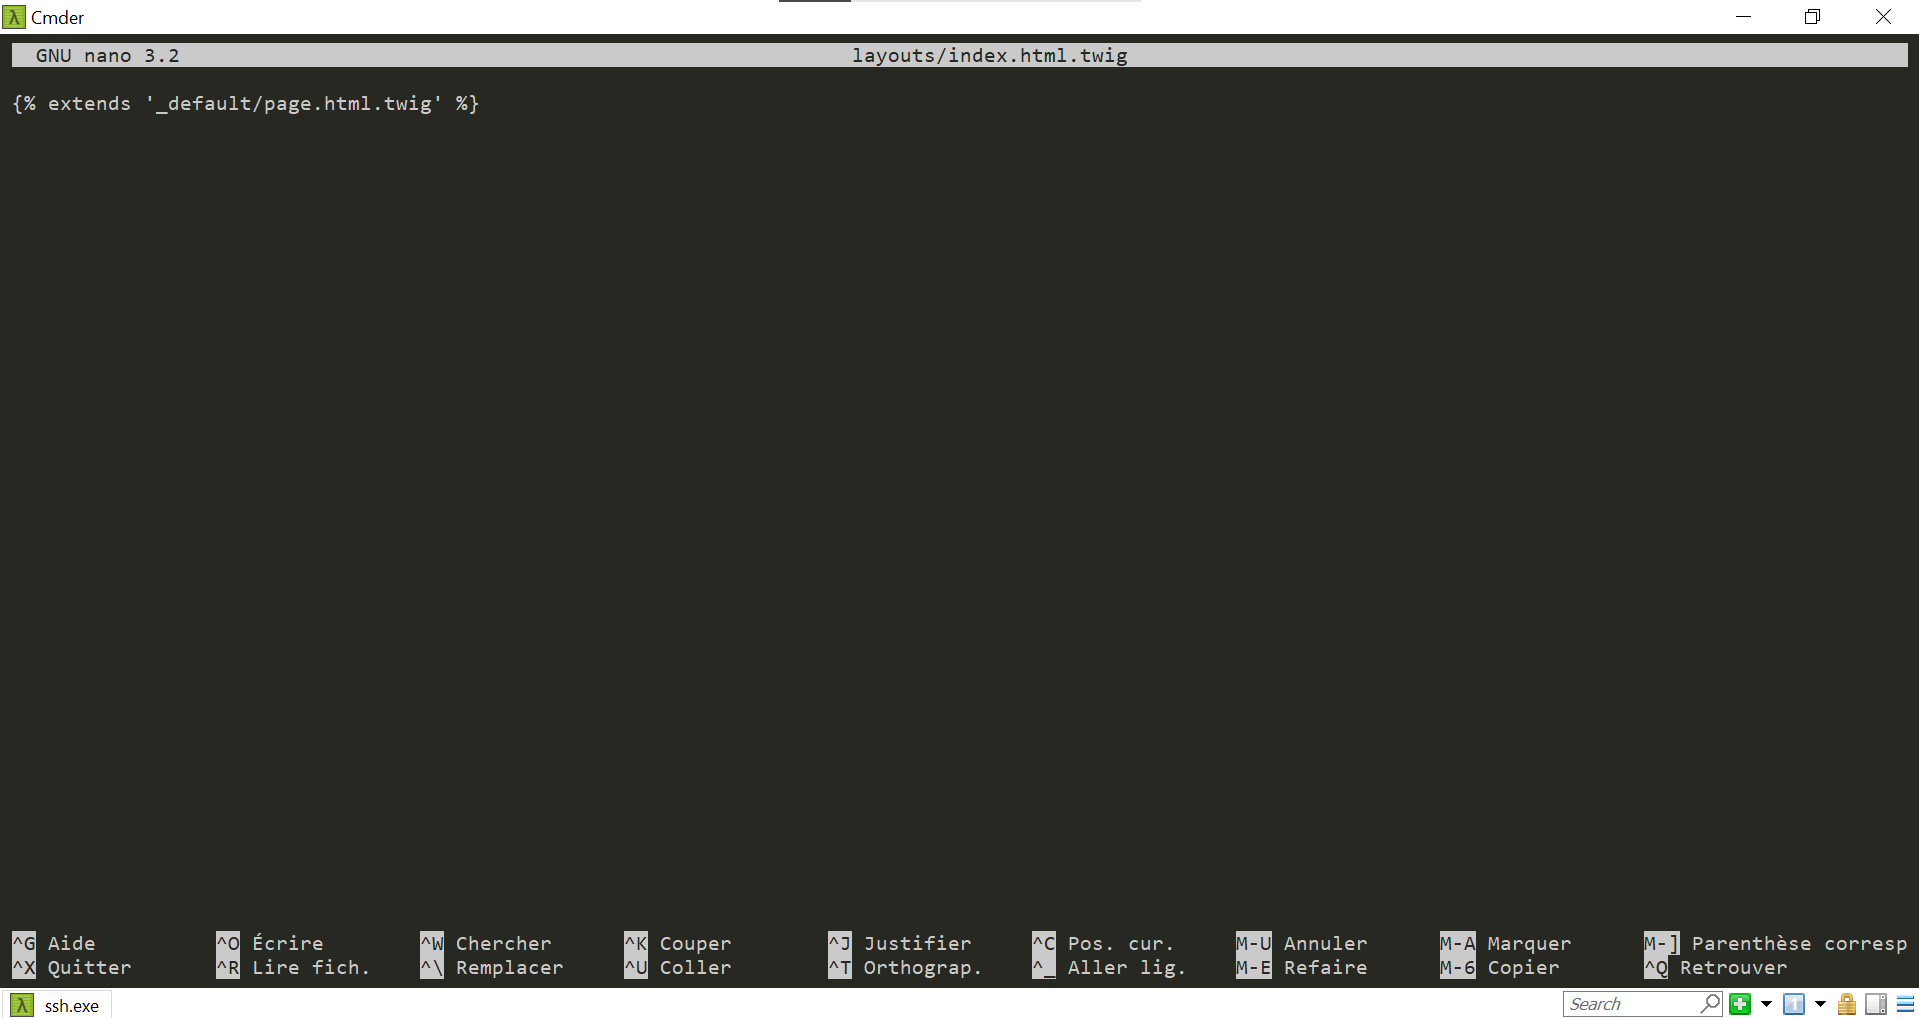 λ Cmder
GNU nano 3.2 layouts/index.html.twig
{% extends '_default/page.html.twig' %}
^G Aide ^O Écrire ^W Chercher ^K Couper ^J Justifier ^C Pos. cur. M-U Annuler M-A Marquer M-] Parenthèse corresp
^X Quitter ^R Lire fich. ^\ Remplacer ^U Coller ^T Orthograp. ^_ Aller lig. M-E Refaire M-6 Copier ^Q Retrouver
λ ssh.exe Search 1